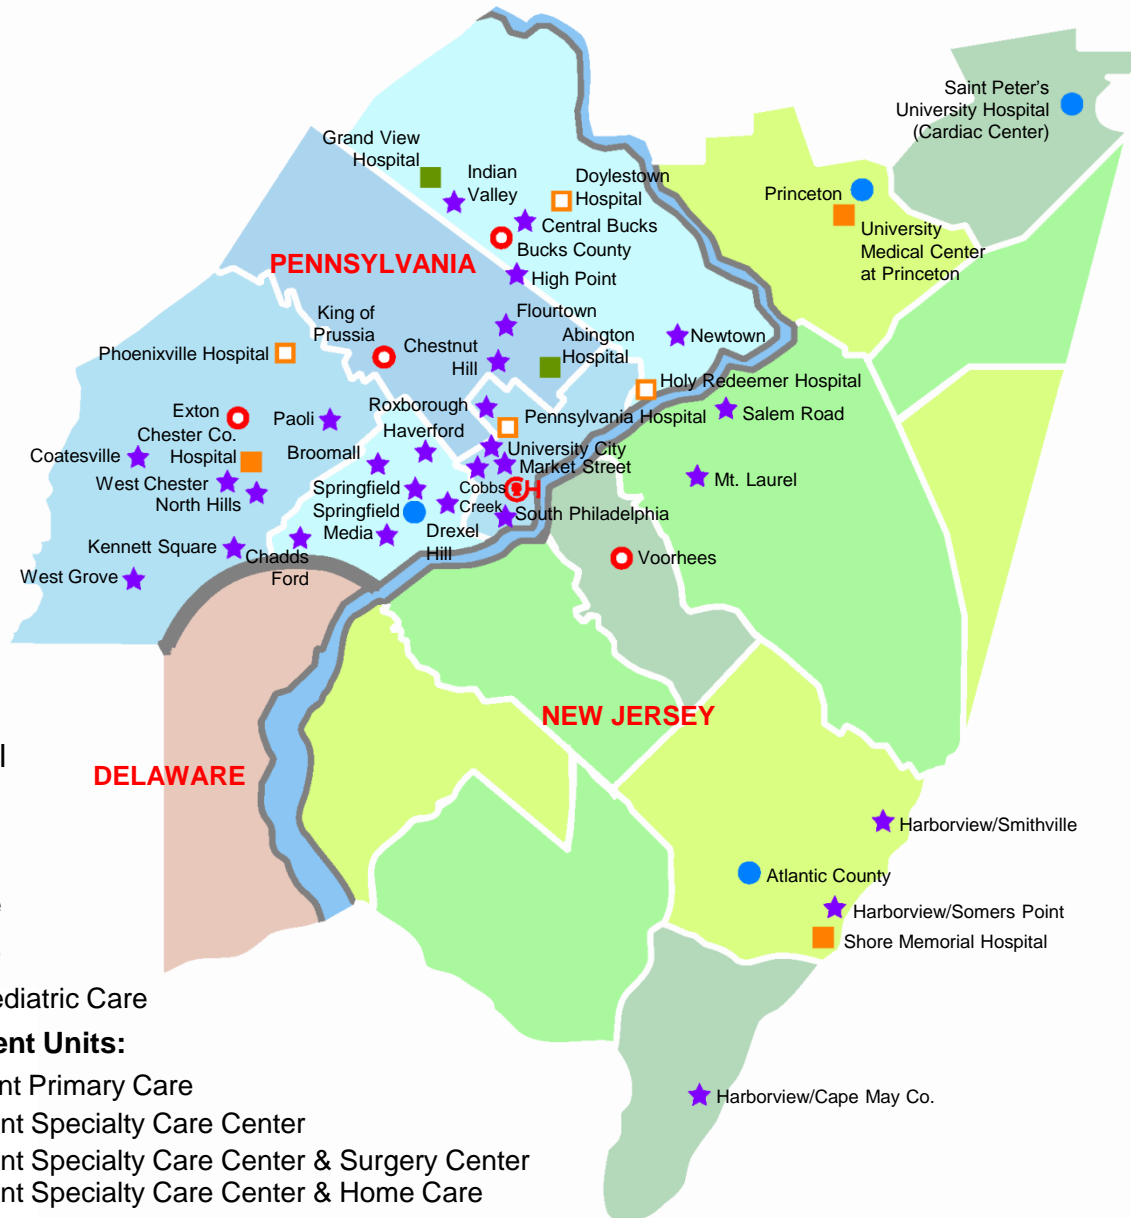 Saint Peter's
University Hospital
(Cardiac Center)
Grand View
Hospital
Indian
Valley
Doylestown
Hospital
Princeton
Central Bucks
University
Medical Center
at Princeton
Bucks County
PENNSYLVANIA
High Point
King of
Prussia
Flourtown
Abington
Hospital
Newtown
Chestnut
Hill
Phoenixville Hospital
Holy Redeemer Hospital
Roxborough
Pennsylvania Hospital
Salem Road
Exton
Paoli
Haverford
Chester Co.
Hospital
University City
Broomall
Market Street
Coatesville
West Chester
North Hills
Springfield
Cobbs
Creek
Mt. Laurel
Springfield
South Philadelphia
Media
Drexel
Hill
Kennett Square
Chadds
Ford
Voorhees
West Grove
NEW JERSEY
DELAWARE
Harborview/Smithville
Atlantic County
Harborview/Somers Point
Shore Memorial Hospital
ediatric Care
ent Units:
nt Primary Care
Harborview/Cape May Co.
nt Specialty Care Center
nt Specialty Care Center & Surgery Center
nt Specialty Care Center & Home Care